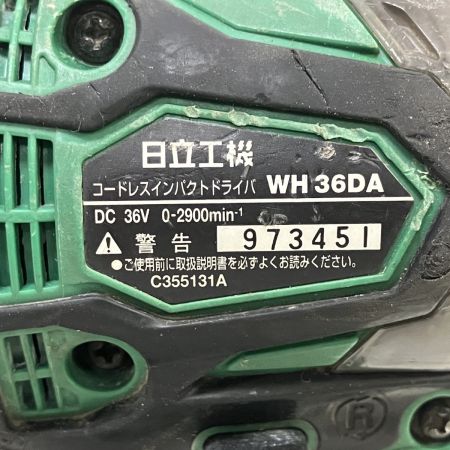 日立工機
コードレスインパクトドライバ WH 36DA
DC 36V 0-2900min-1
警告 973451
●ご使用前に取扱説明書を必ずよくお読みください。
C355131A
R